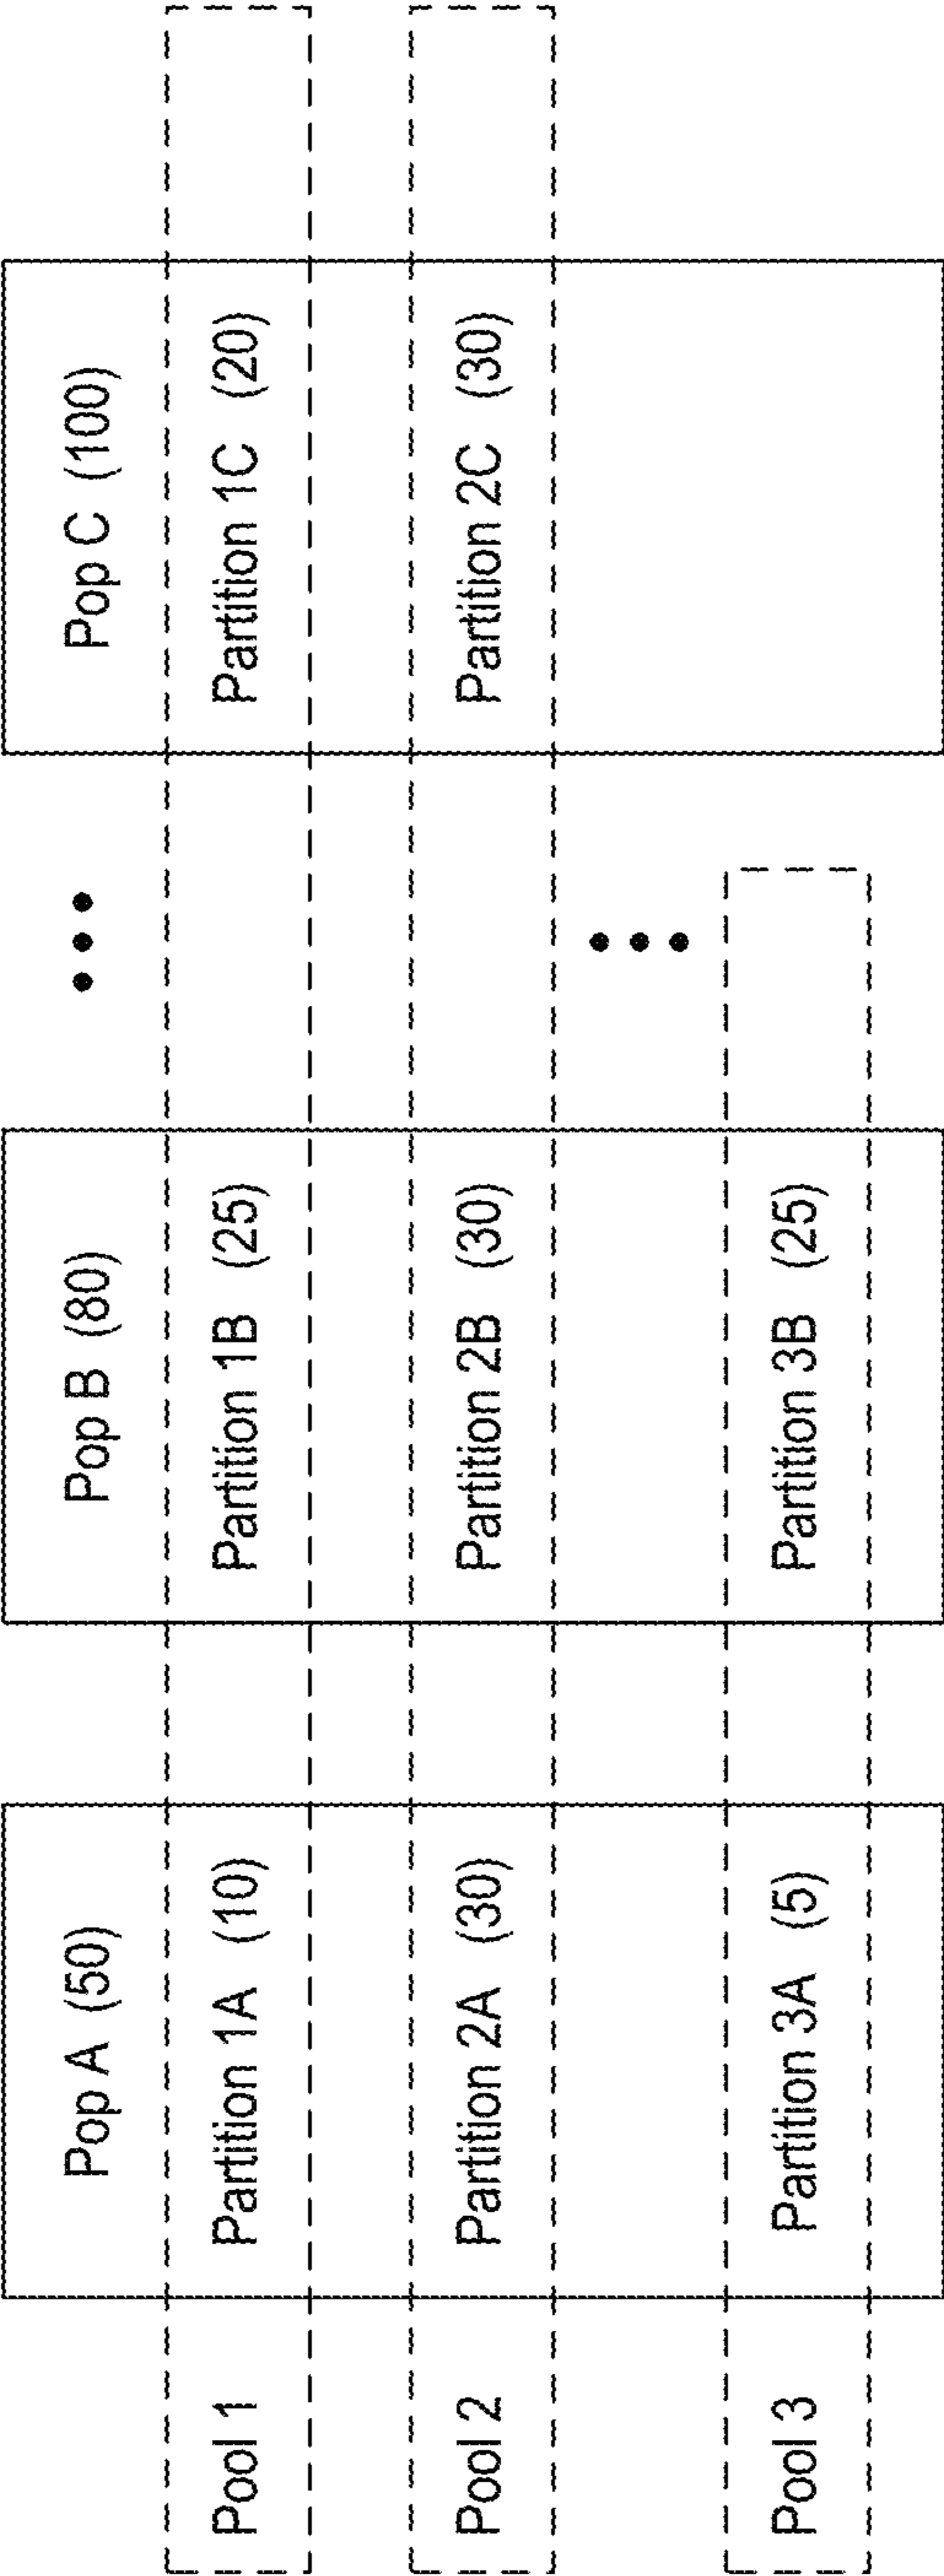 Pop A (50)
Pop B (80)
Pop C (100)
Pool 1
Partition 1A (10)
Partition 1B (25)
Partition 1C (20)
Pool 2
Partition 2A (30)
Partition 2B (30)
Partition 2C (30)
Pool 3
Partition 3A (5)
Partition 3B (25)